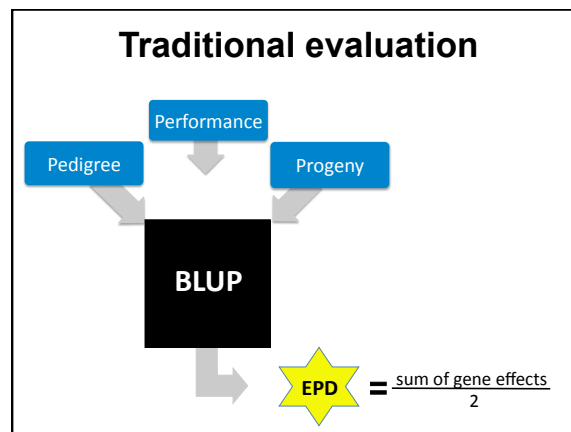 Traditional evaluation
Performance
Pedigree
Progeny
BLUP
EPD = sum of gene effects
2